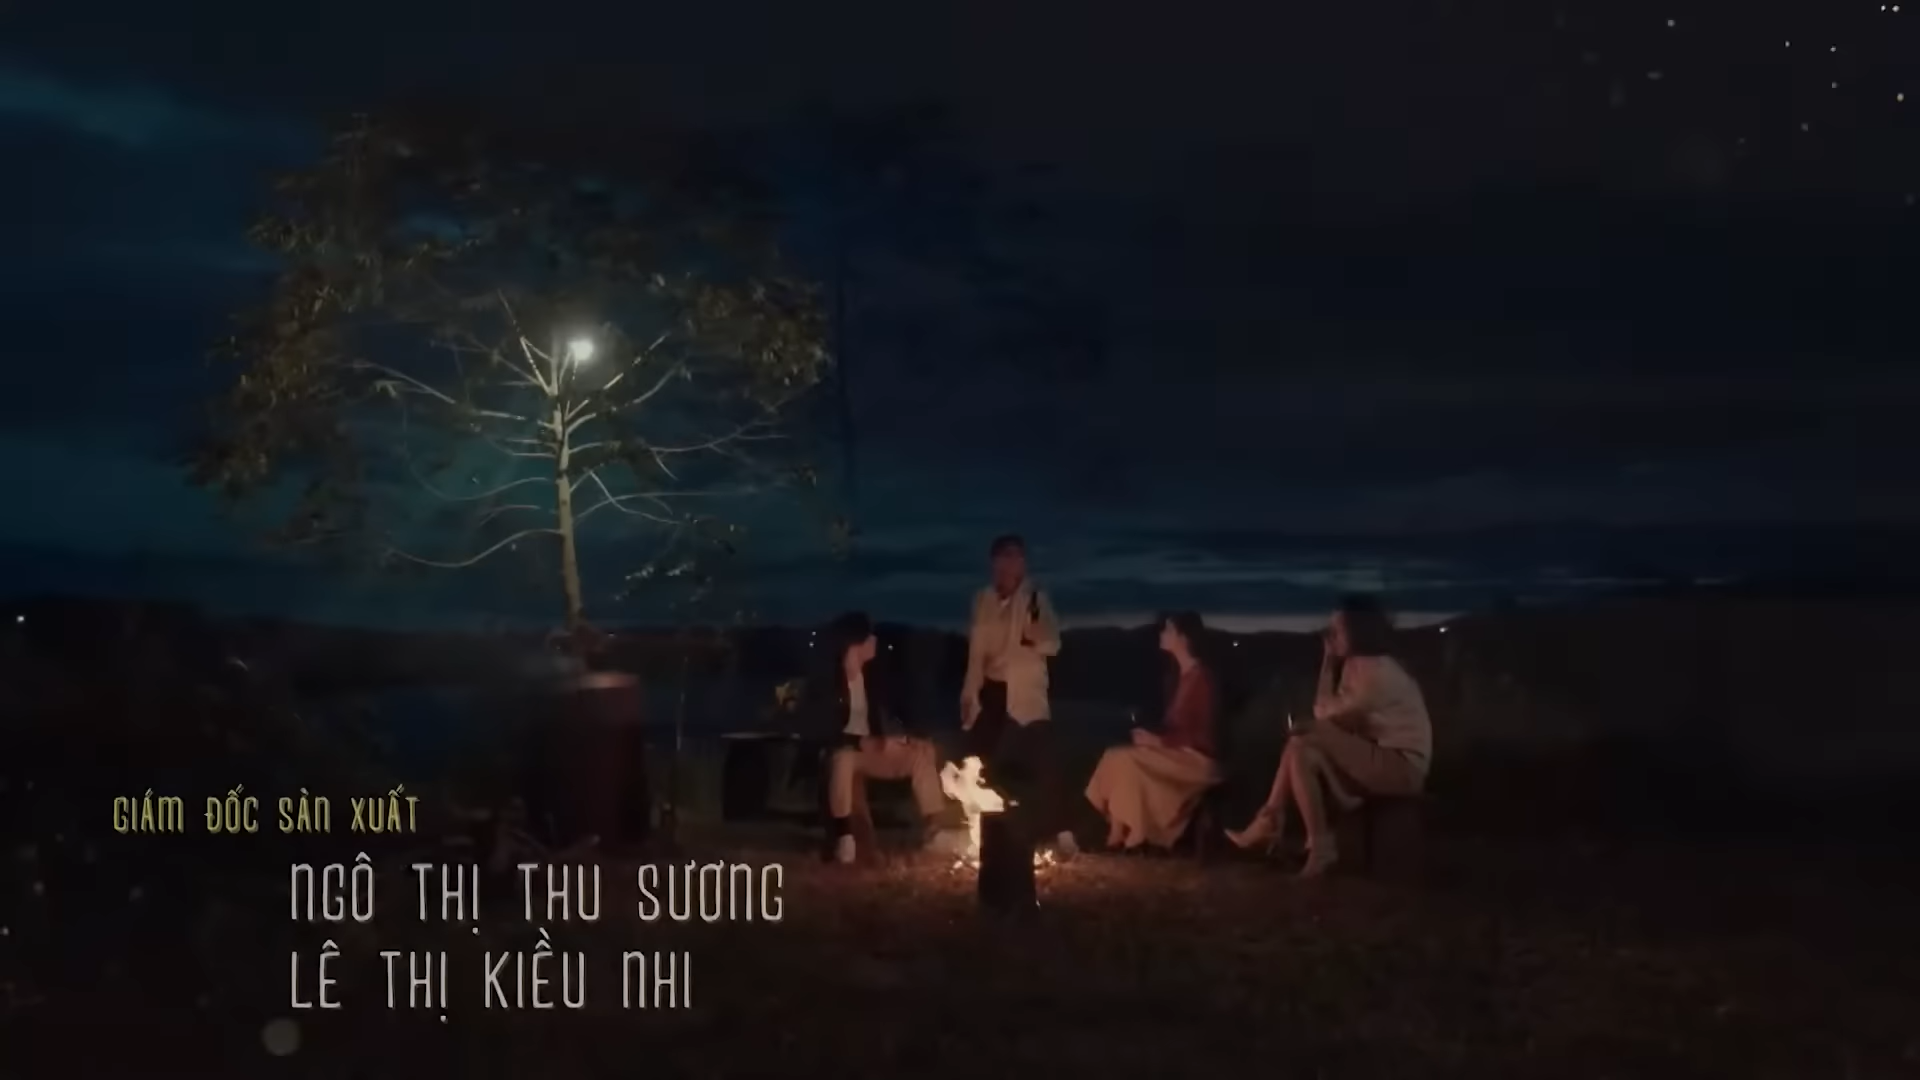 GIÁM ĐỐC SẢN XUẤT
NGÔ THỊ THU SƯƠNG
LÊ THỊ KIỀU NHI